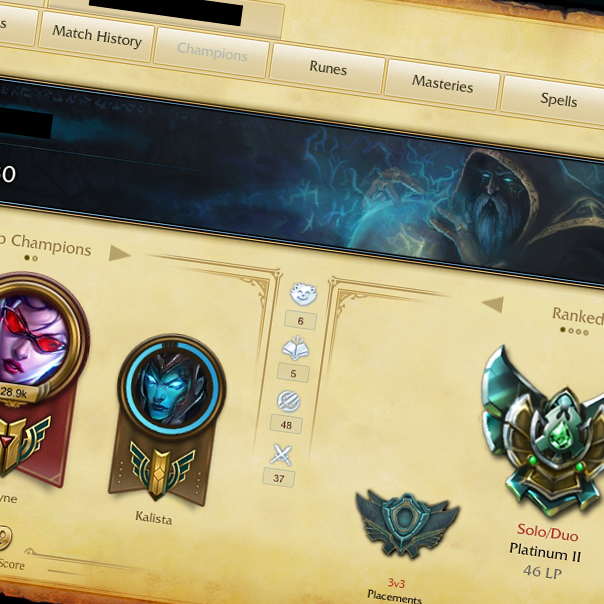 Match History
Champions
Runes
Masteries
Spells
Champions
Ranked
6
5
48
37
28.9k
Kalista
Score
Solo/Duo
Platinum II
46 LP
3v3
Placements